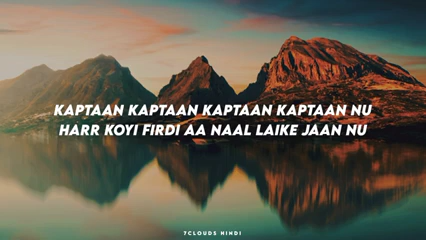 KAPTAAN KAPTAAN KAPTAAN KAPTAAN NU
HARR KOYI FIRDI AA NAAL LAIKE JAAN NU
7CLOUDS HINDI